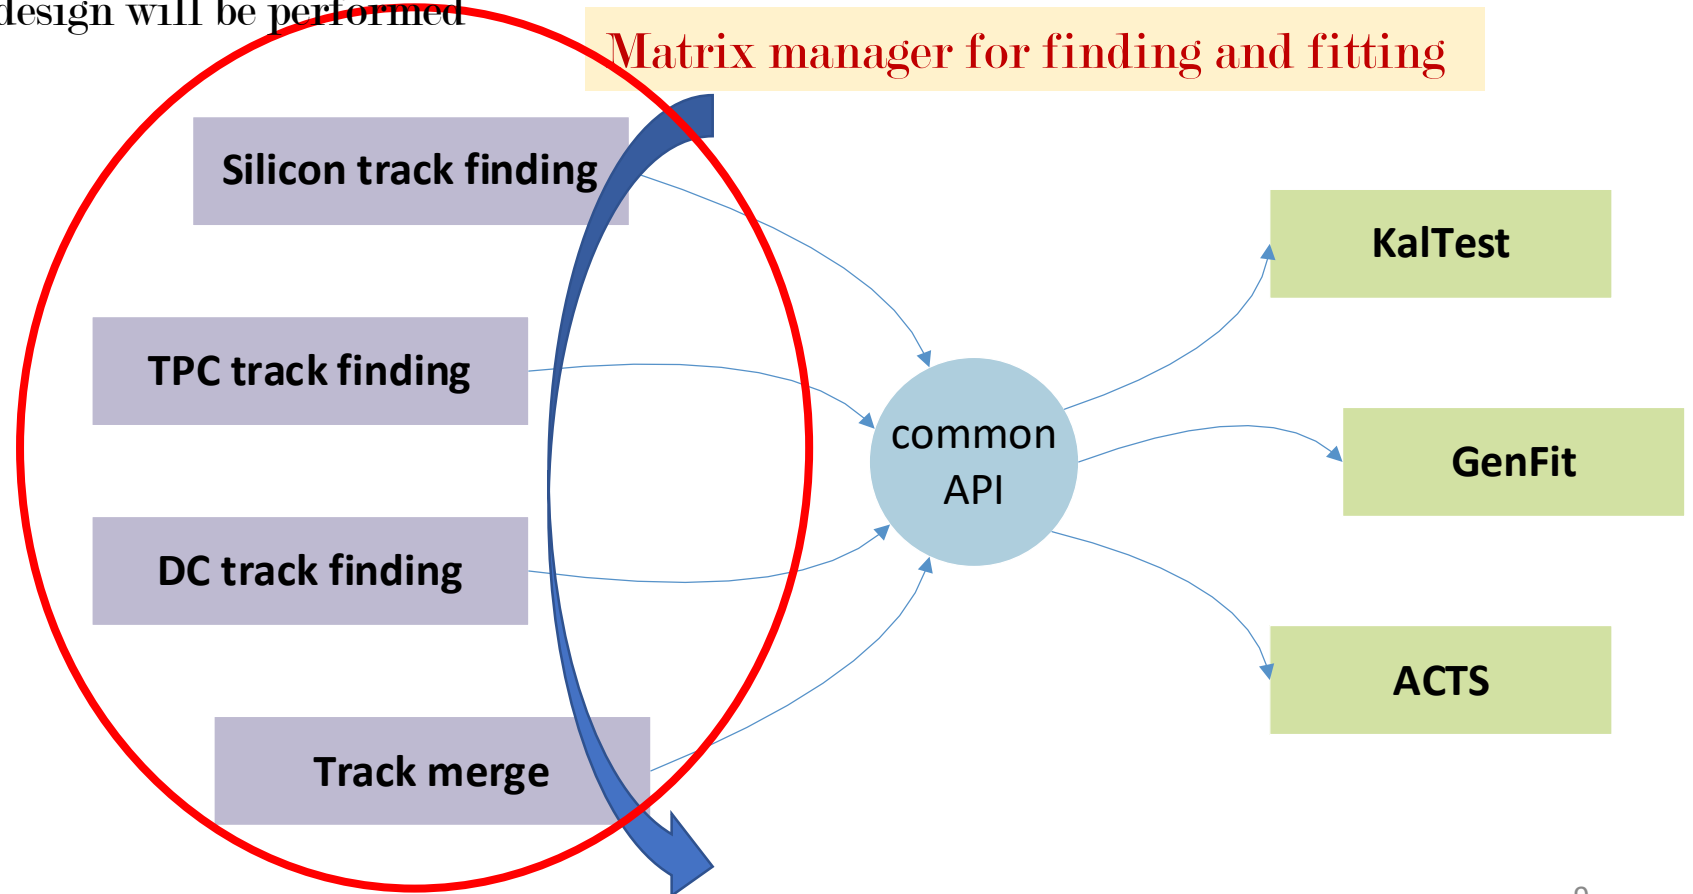 design will be performed
Matrix manager for finding and fitting
Silicon track finding
TPC track finding
DC track finding
Track merge
common
API
KalTest
GenFit
ACTS